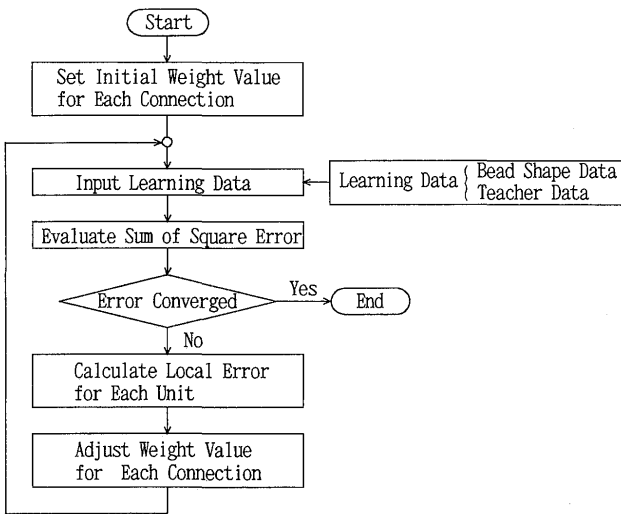 Start
Set Initial Weight Value
for Each Connection
Input Learning Data
Learning Data { Bead Shape Data
Teacher Data
Evaluate Sum of Square Error
Error Converged
Yes
End
No
Calculate Local Error
for Each Unit
Adjust Weight Value
for Each Connection